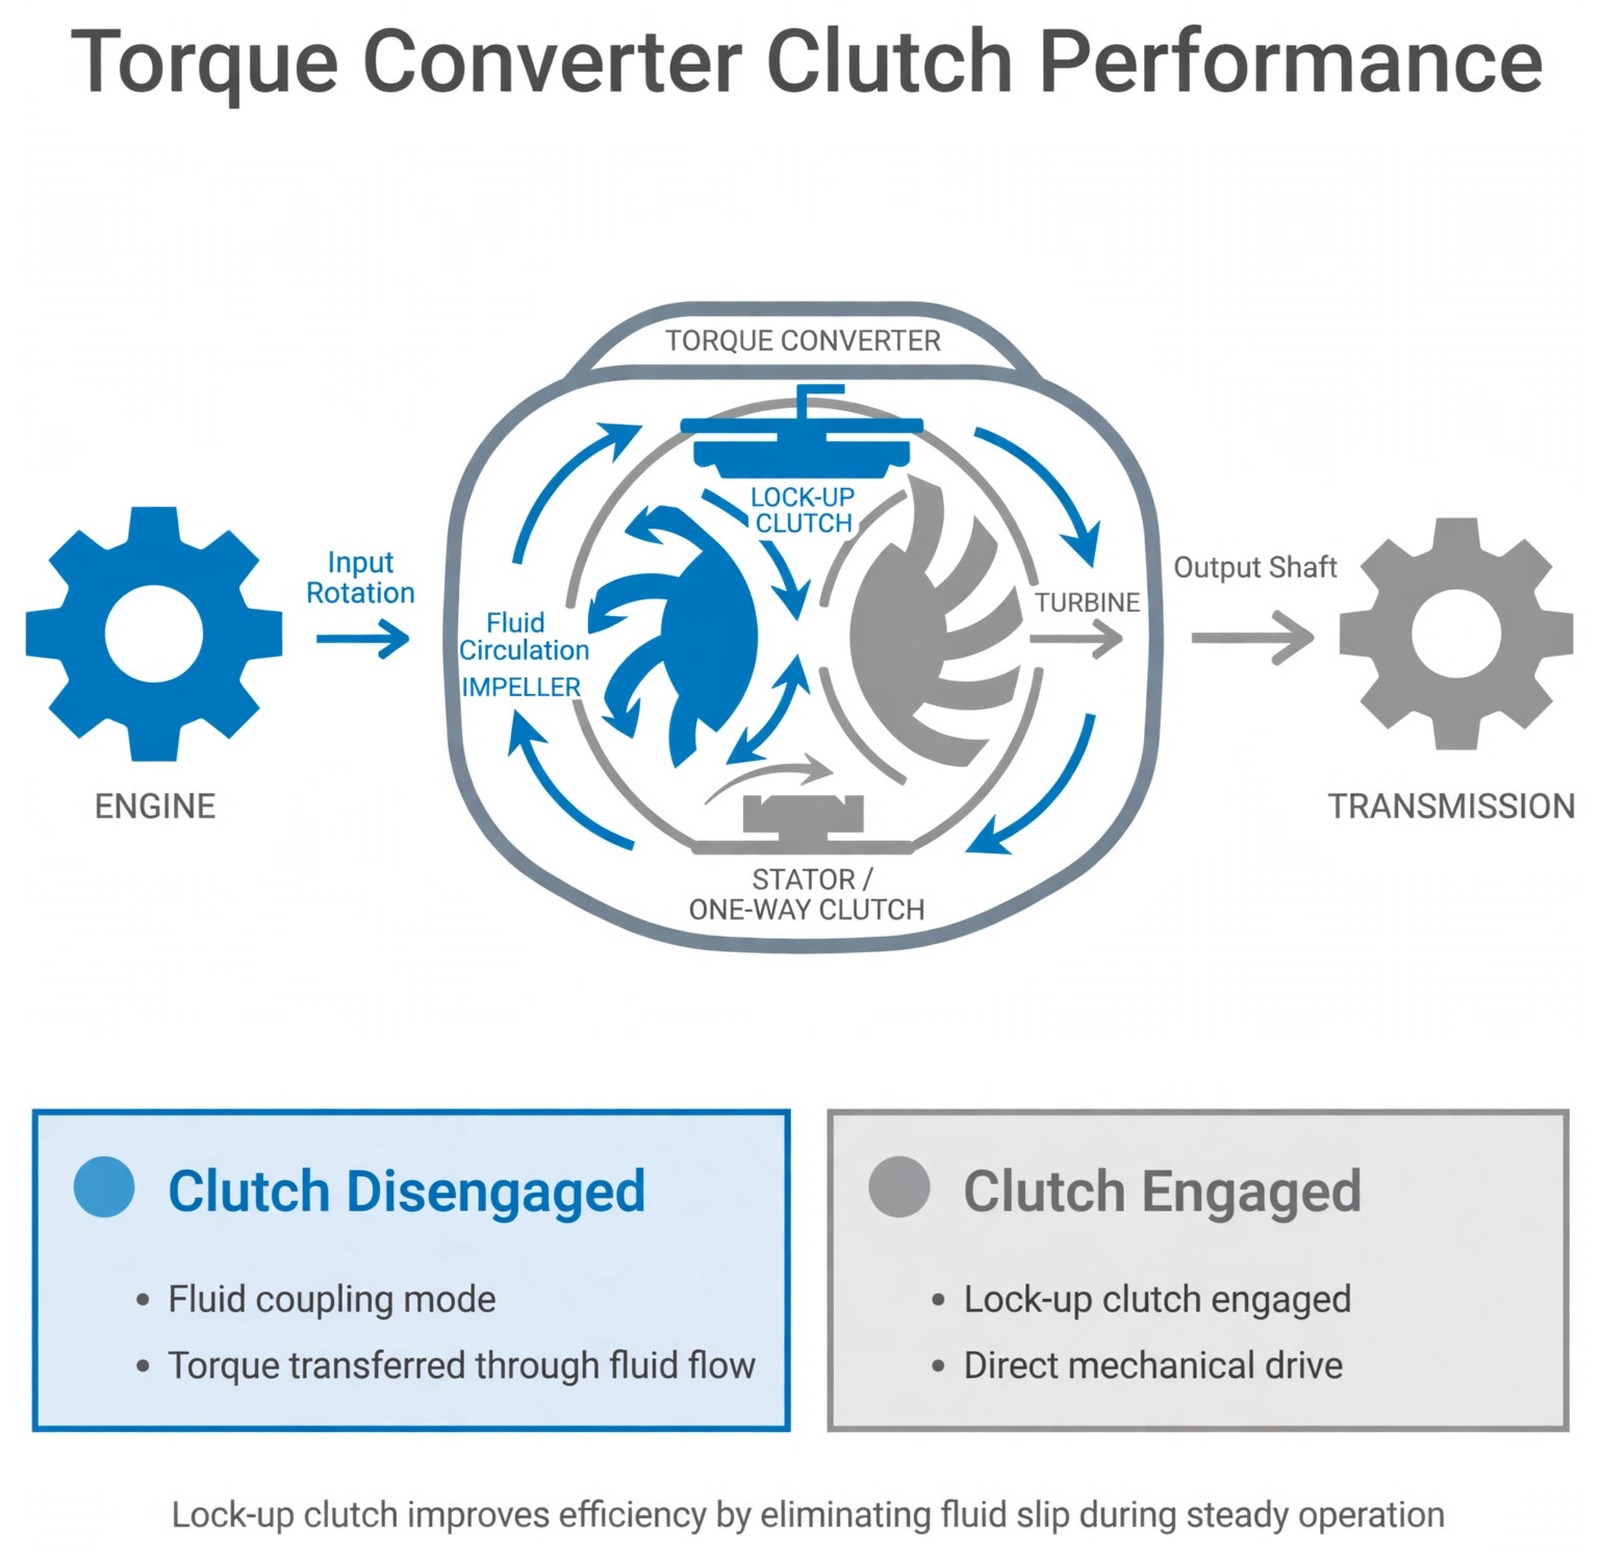 Torque Converter Clutch Performance
TORQUE CONVERTER
LOCK-UP
CLUTCH
Input
Rotation
Output Shaft
TURBINE
Fluid
Circulation
IMPELLER
ENGINE
TRANSMISSION
STATOR /
ONE-WAY CLUTCH
Clutch Disengaged
• Fluid coupling mode
• Torque transferred through fluid flow
Clutch Engaged
• Lock-up clutch engaged
• Direct mechanical drive
Lock-up clutch improves efficiency by eliminating fluid slip during steady operation